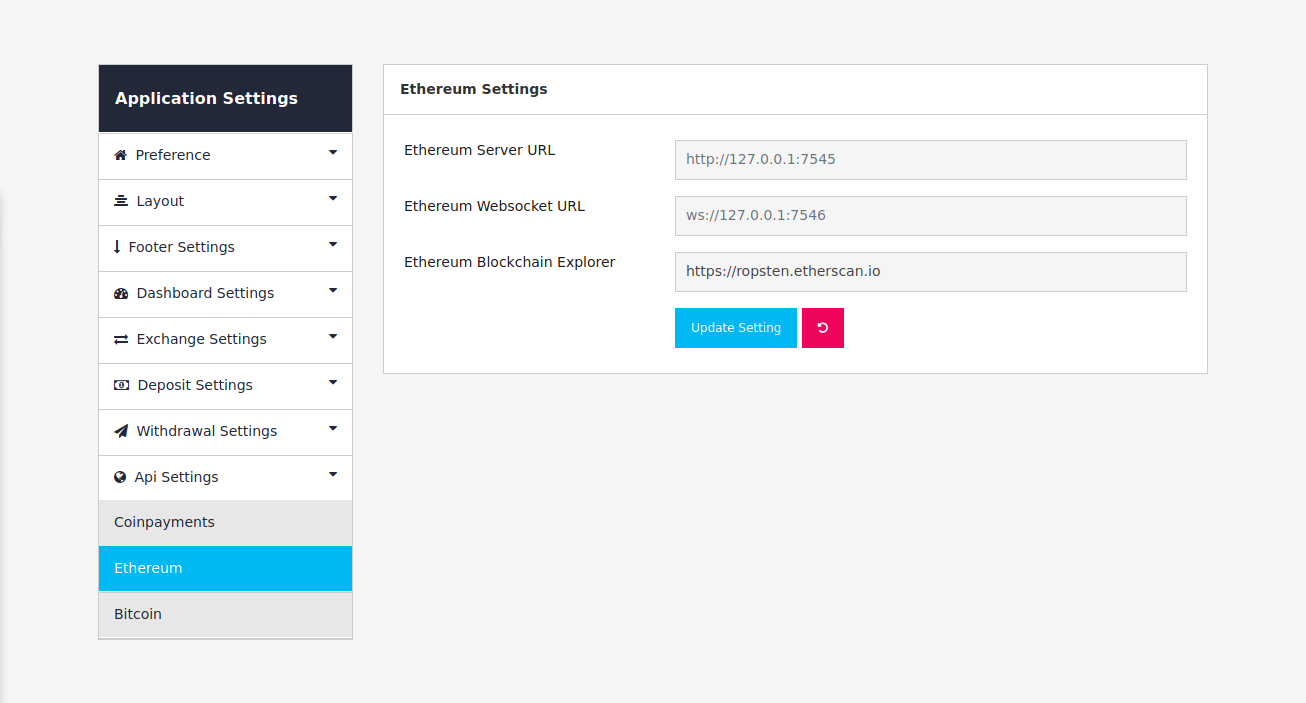 Application Settings
Preference
Layout
Footer Settings
Dashboard Settings
Exchange Settings
Deposit Settings
Withdrawal Settings
Api Settings
Coinpayments
Ethereum
Bitcoin
Ethereum Settings
Ethereum Server URL
http://127.0.0.1:7545
Ethereum Websocket URL
ws://127.0.0.1:7546
Ethereum Blockchain Explorer
https://ropsten.etherscan.io
Update Setting